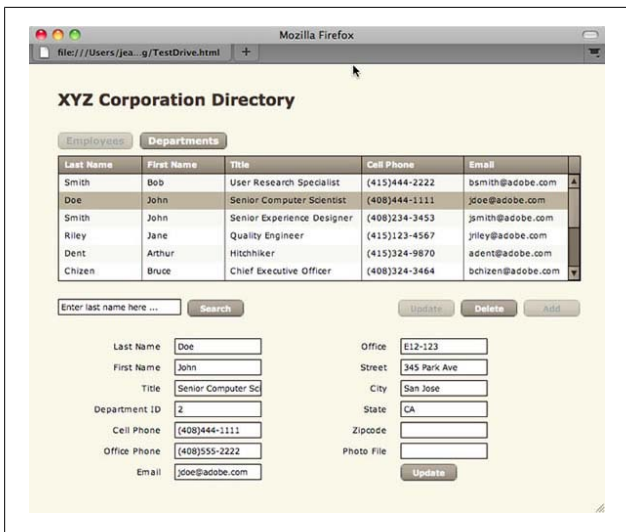 Mozilla Firefox
file:///Users/jea...g/TestDrive.html +
XYZ Corporation Directory
Employees Departments
Last Name First Name Title Cell Phone Email
Smith Bob User Research Specialist (415)444-2222 bsmith@adobe.com
Doe John Senior Computer Scientist (408)444-1111 jdoe@adobe.com
Smith John Senior Experience Designer (408)234-3453 jsmith@adobe.com
Riley Jane Quality Engineer (415)123-4567 jriley@adobe.com
Dent Arthur Hitchhiker (415)324-9870 adent@adobe.com
Chizen Bruce Chief Executive Officer (408)324-3464 bchizen@adobe.com
Enter last name here ... Search Update Delete Add
Last Name Doe Office E12-123
First Name John Street 345 Park Ave
Title Senior Computer Sci City San Jose
Department ID 2 State CA
Cell Phone (408)444-1111 Zipcode
Office Phone (408)555-2222 Photo File
Email jdoe@adobe.com Update